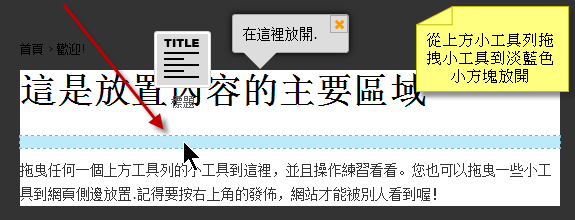 首頁 › 歡迎!
TITLE
標題
在這裡放開.
從上方小工具列拖
拽小工具到淡藍色
小方塊放開
這是放置內容的主要區域
拖曳任何一個上方工具列的小工具到這裡，並且操作練習看看。您也可以拖曳一些小工
具到網頁側邊放置.記得要按右上角的發佈，網站才能被別人看到喔!